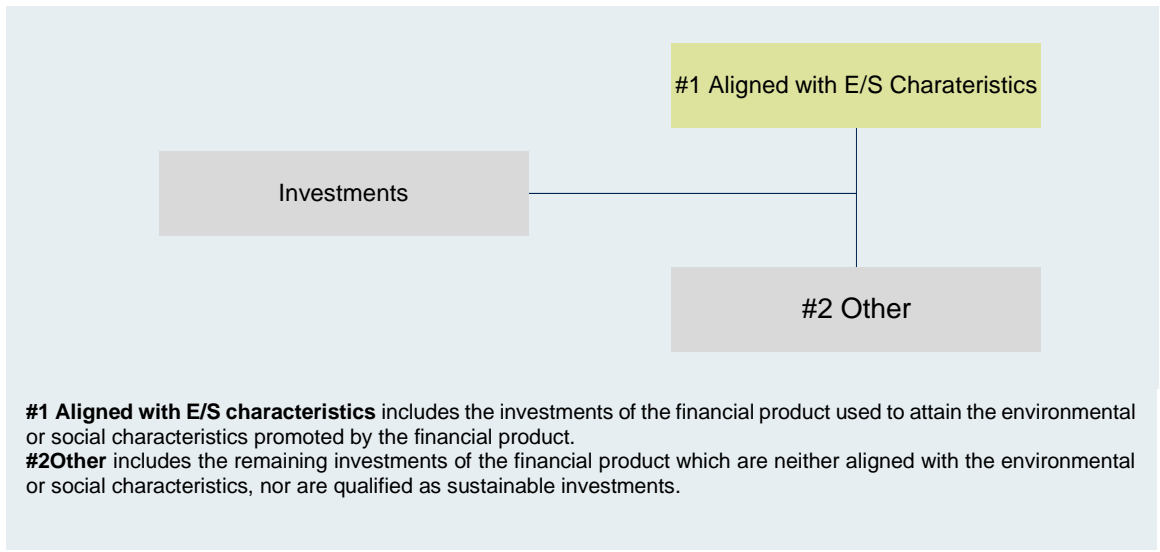 #1 Aligned with E/S Charateristics
Investments
#2 Other
#1 Aligned with E/S characteristics includes the investments of the financial product used to attain the environmental
or social characteristics promoted by the financial product.
#2Other includes the remaining investments of the financial product which are neither aligned with the environmental
or social characteristics, nor are qualified as sustainable investments.